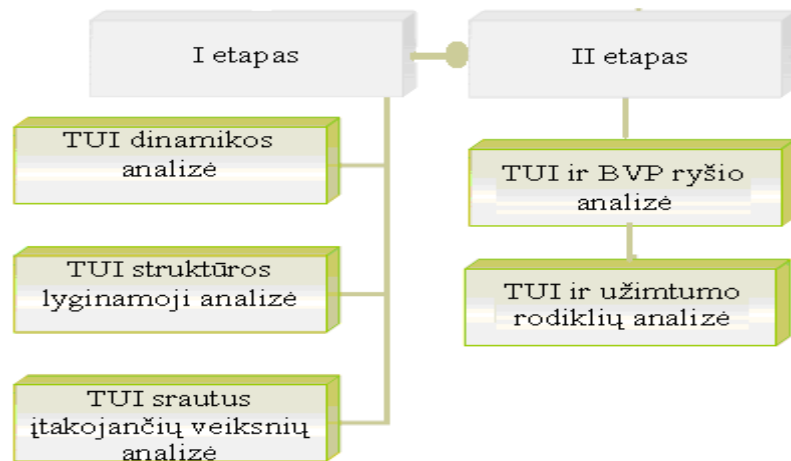 I etapas
II etapas
TUI dinamikos
analizė
TUI struktūros
lyginamoji analizė
TUI srautus
įtakojančių veiksnių
analizė
TUI ir BVP ryšio
analizė
TUI ir užimtumo
rodiklių analizė